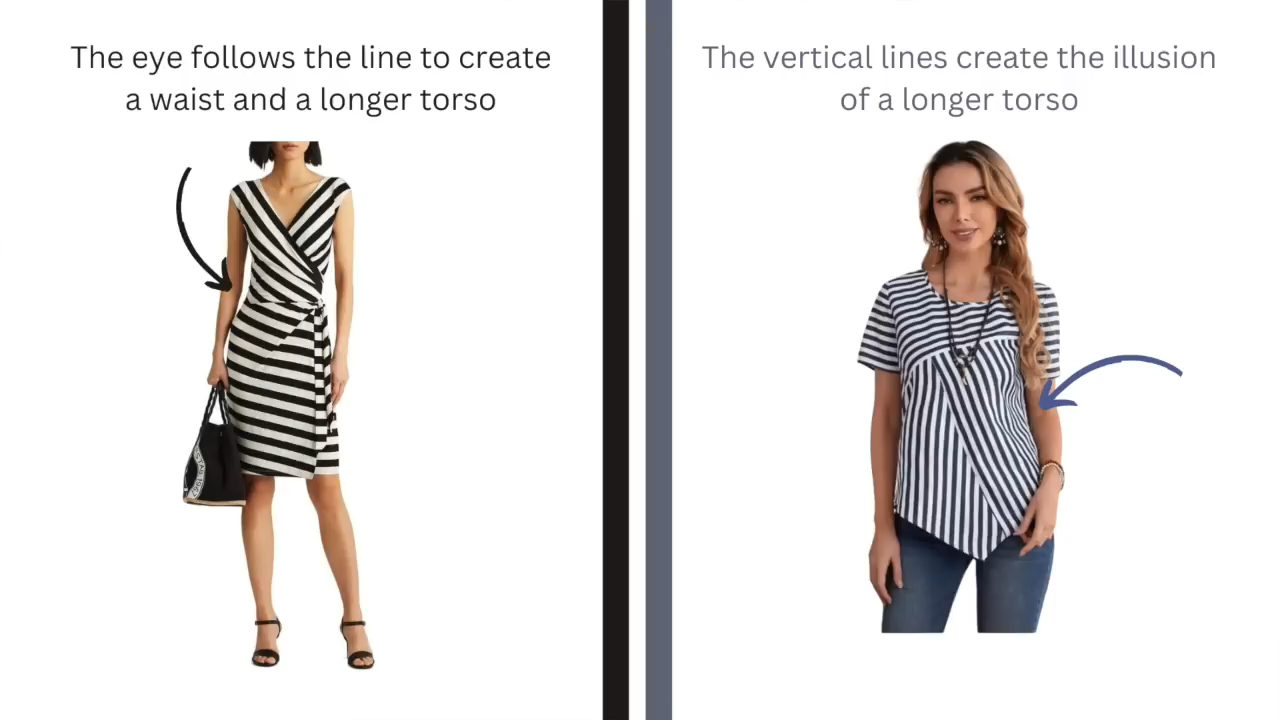 The eye follows the line to create
a waist and a longer torso
The vertical lines create the illusion
of a longer torso